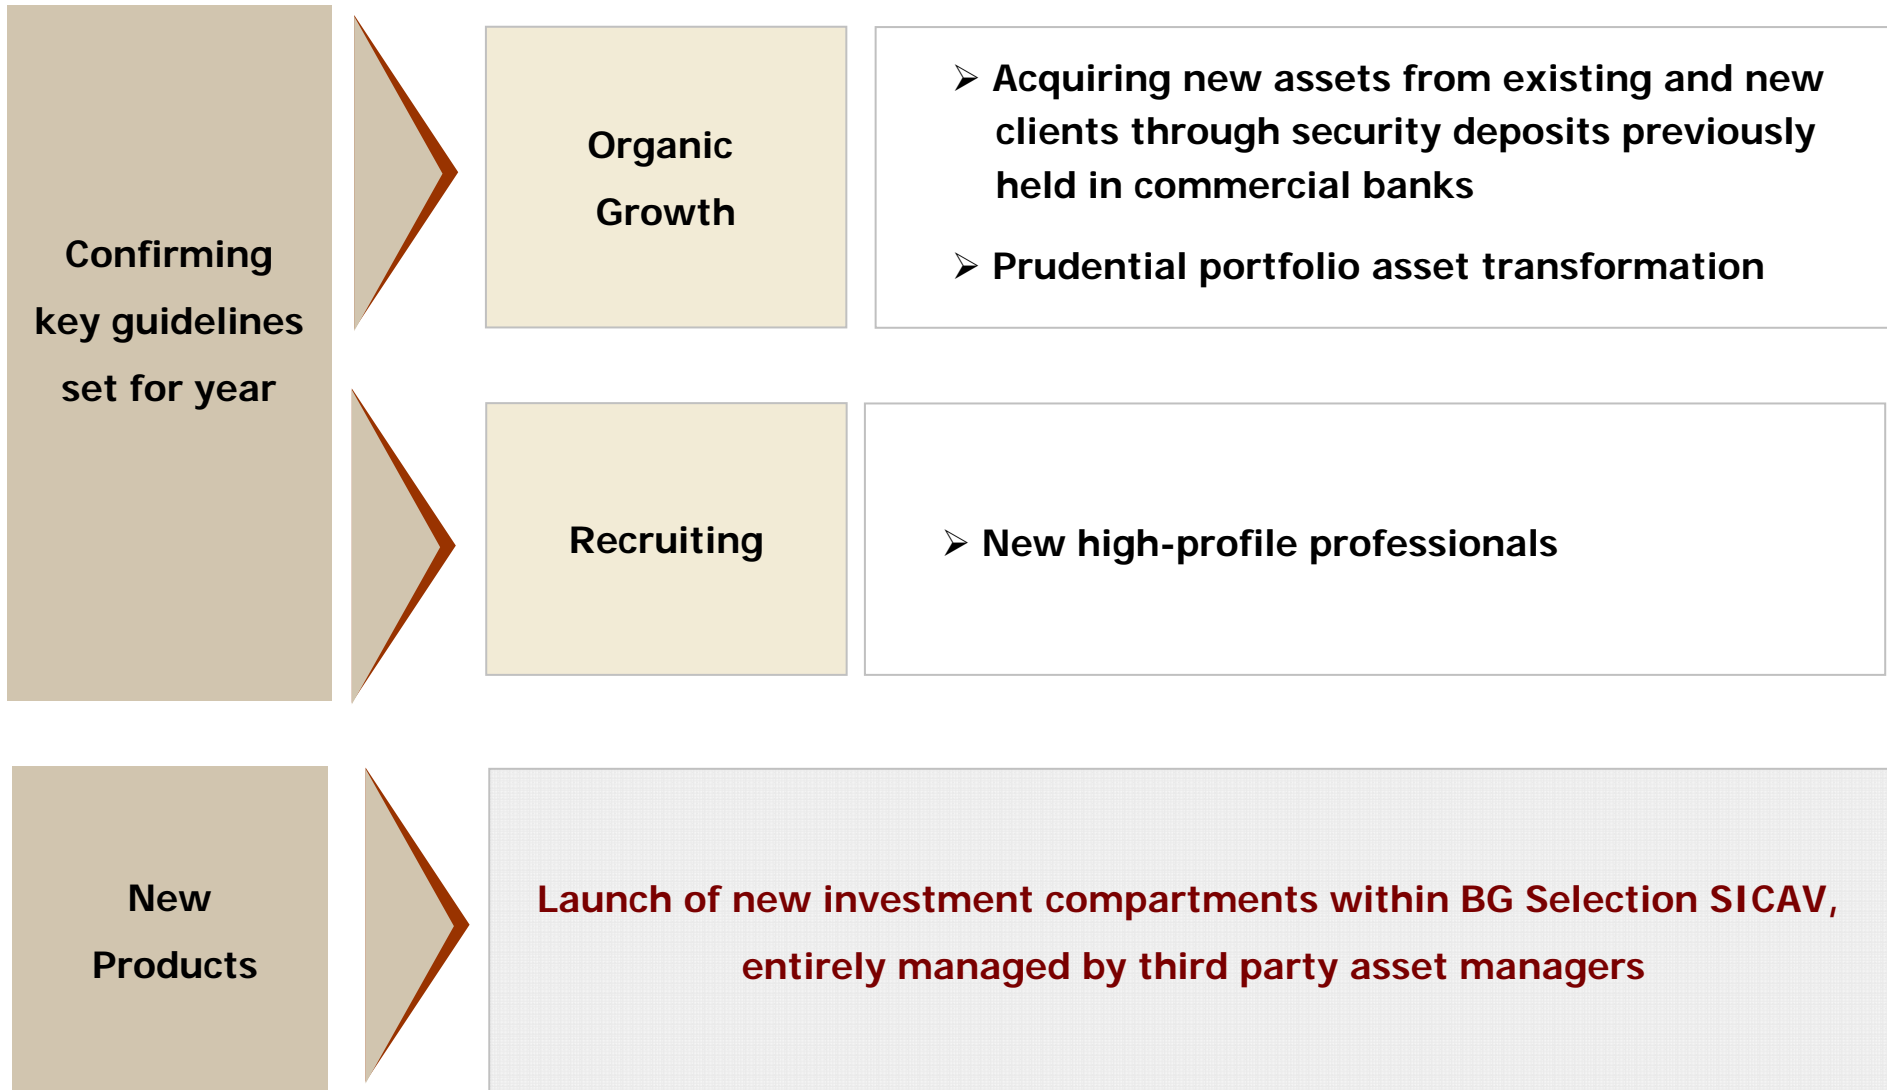 Confirming
key guidelines
set for year
Organic
Growth
➢ Acquiring new assets from existing and new
clients through security deposits previously
held in commercial banks
➢ Prudential portfolio asset transformation
Recruiting
➢ New high-profile professionals
New
Products
Launch of new investment compartments within BG Selection SICAV,
entirely managed by third party asset managers